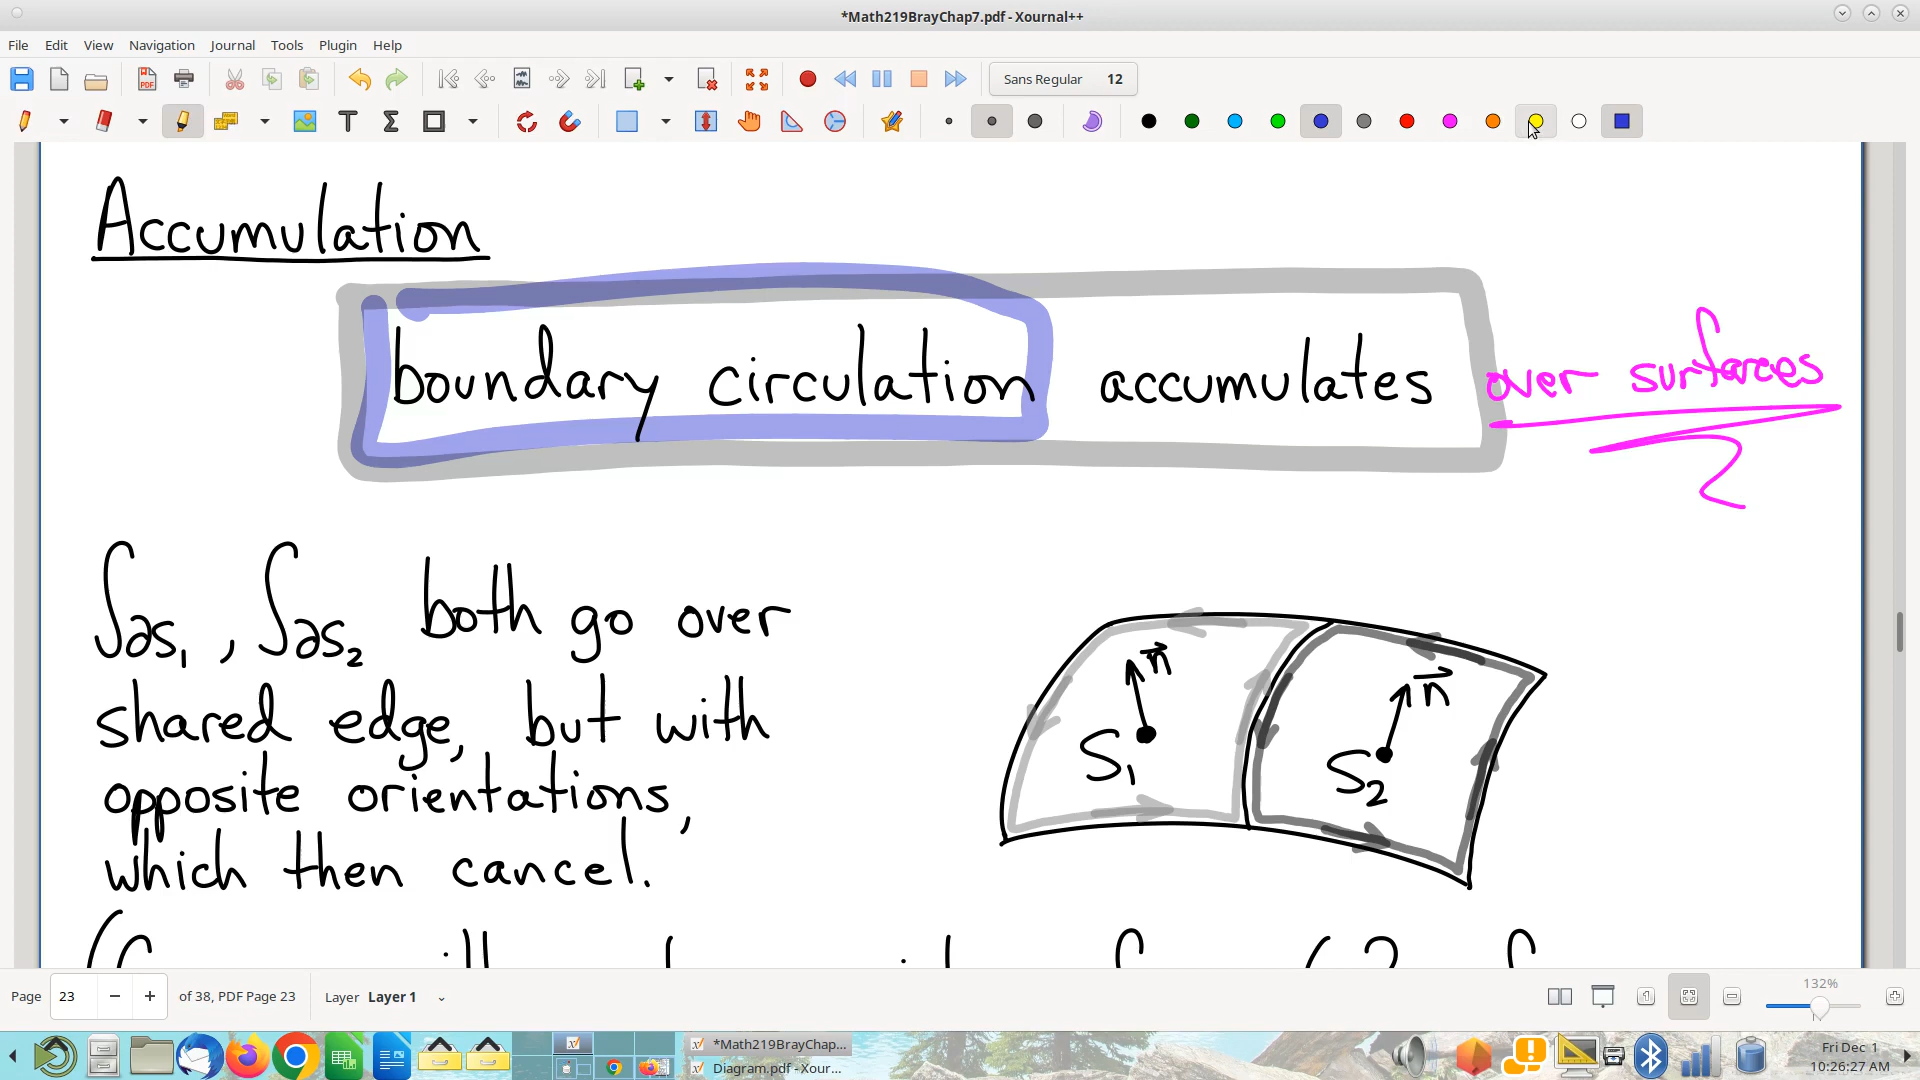 *Math219BrayChap7.pdf - Xournal++
File Edit View Navigation Journal Tools Plugin Help
Sans Regular 12
Accumulation
boundary circulation accumulates over surfaces
∫∂S₁ , ∫∂S₂ both go over
shared edge, but with
opposite orientations,
which then cancel.
n⃗
n⃗
S₁
S₂
Page 23 of 38, PDF Page 23 Layer Layer 1
132%
*Math219BrayChap...
Diagram.pdf - Xour...
Fri Dec 1
10:26:27 AM